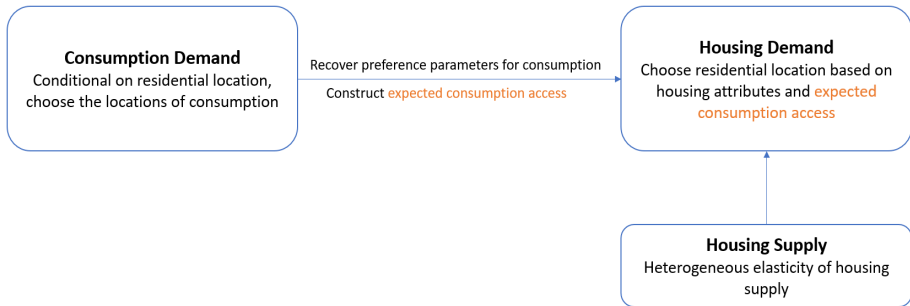 Consumption Demand
Conditional on residential location,
choose the locations of consumption
Recover preference parameters for consumption
Construct expected consumption access
Housing Demand
Choose residential location based on
housing attributes and expected
consumption access
Housing Supply
Heterogeneous elasticity of housing
supply